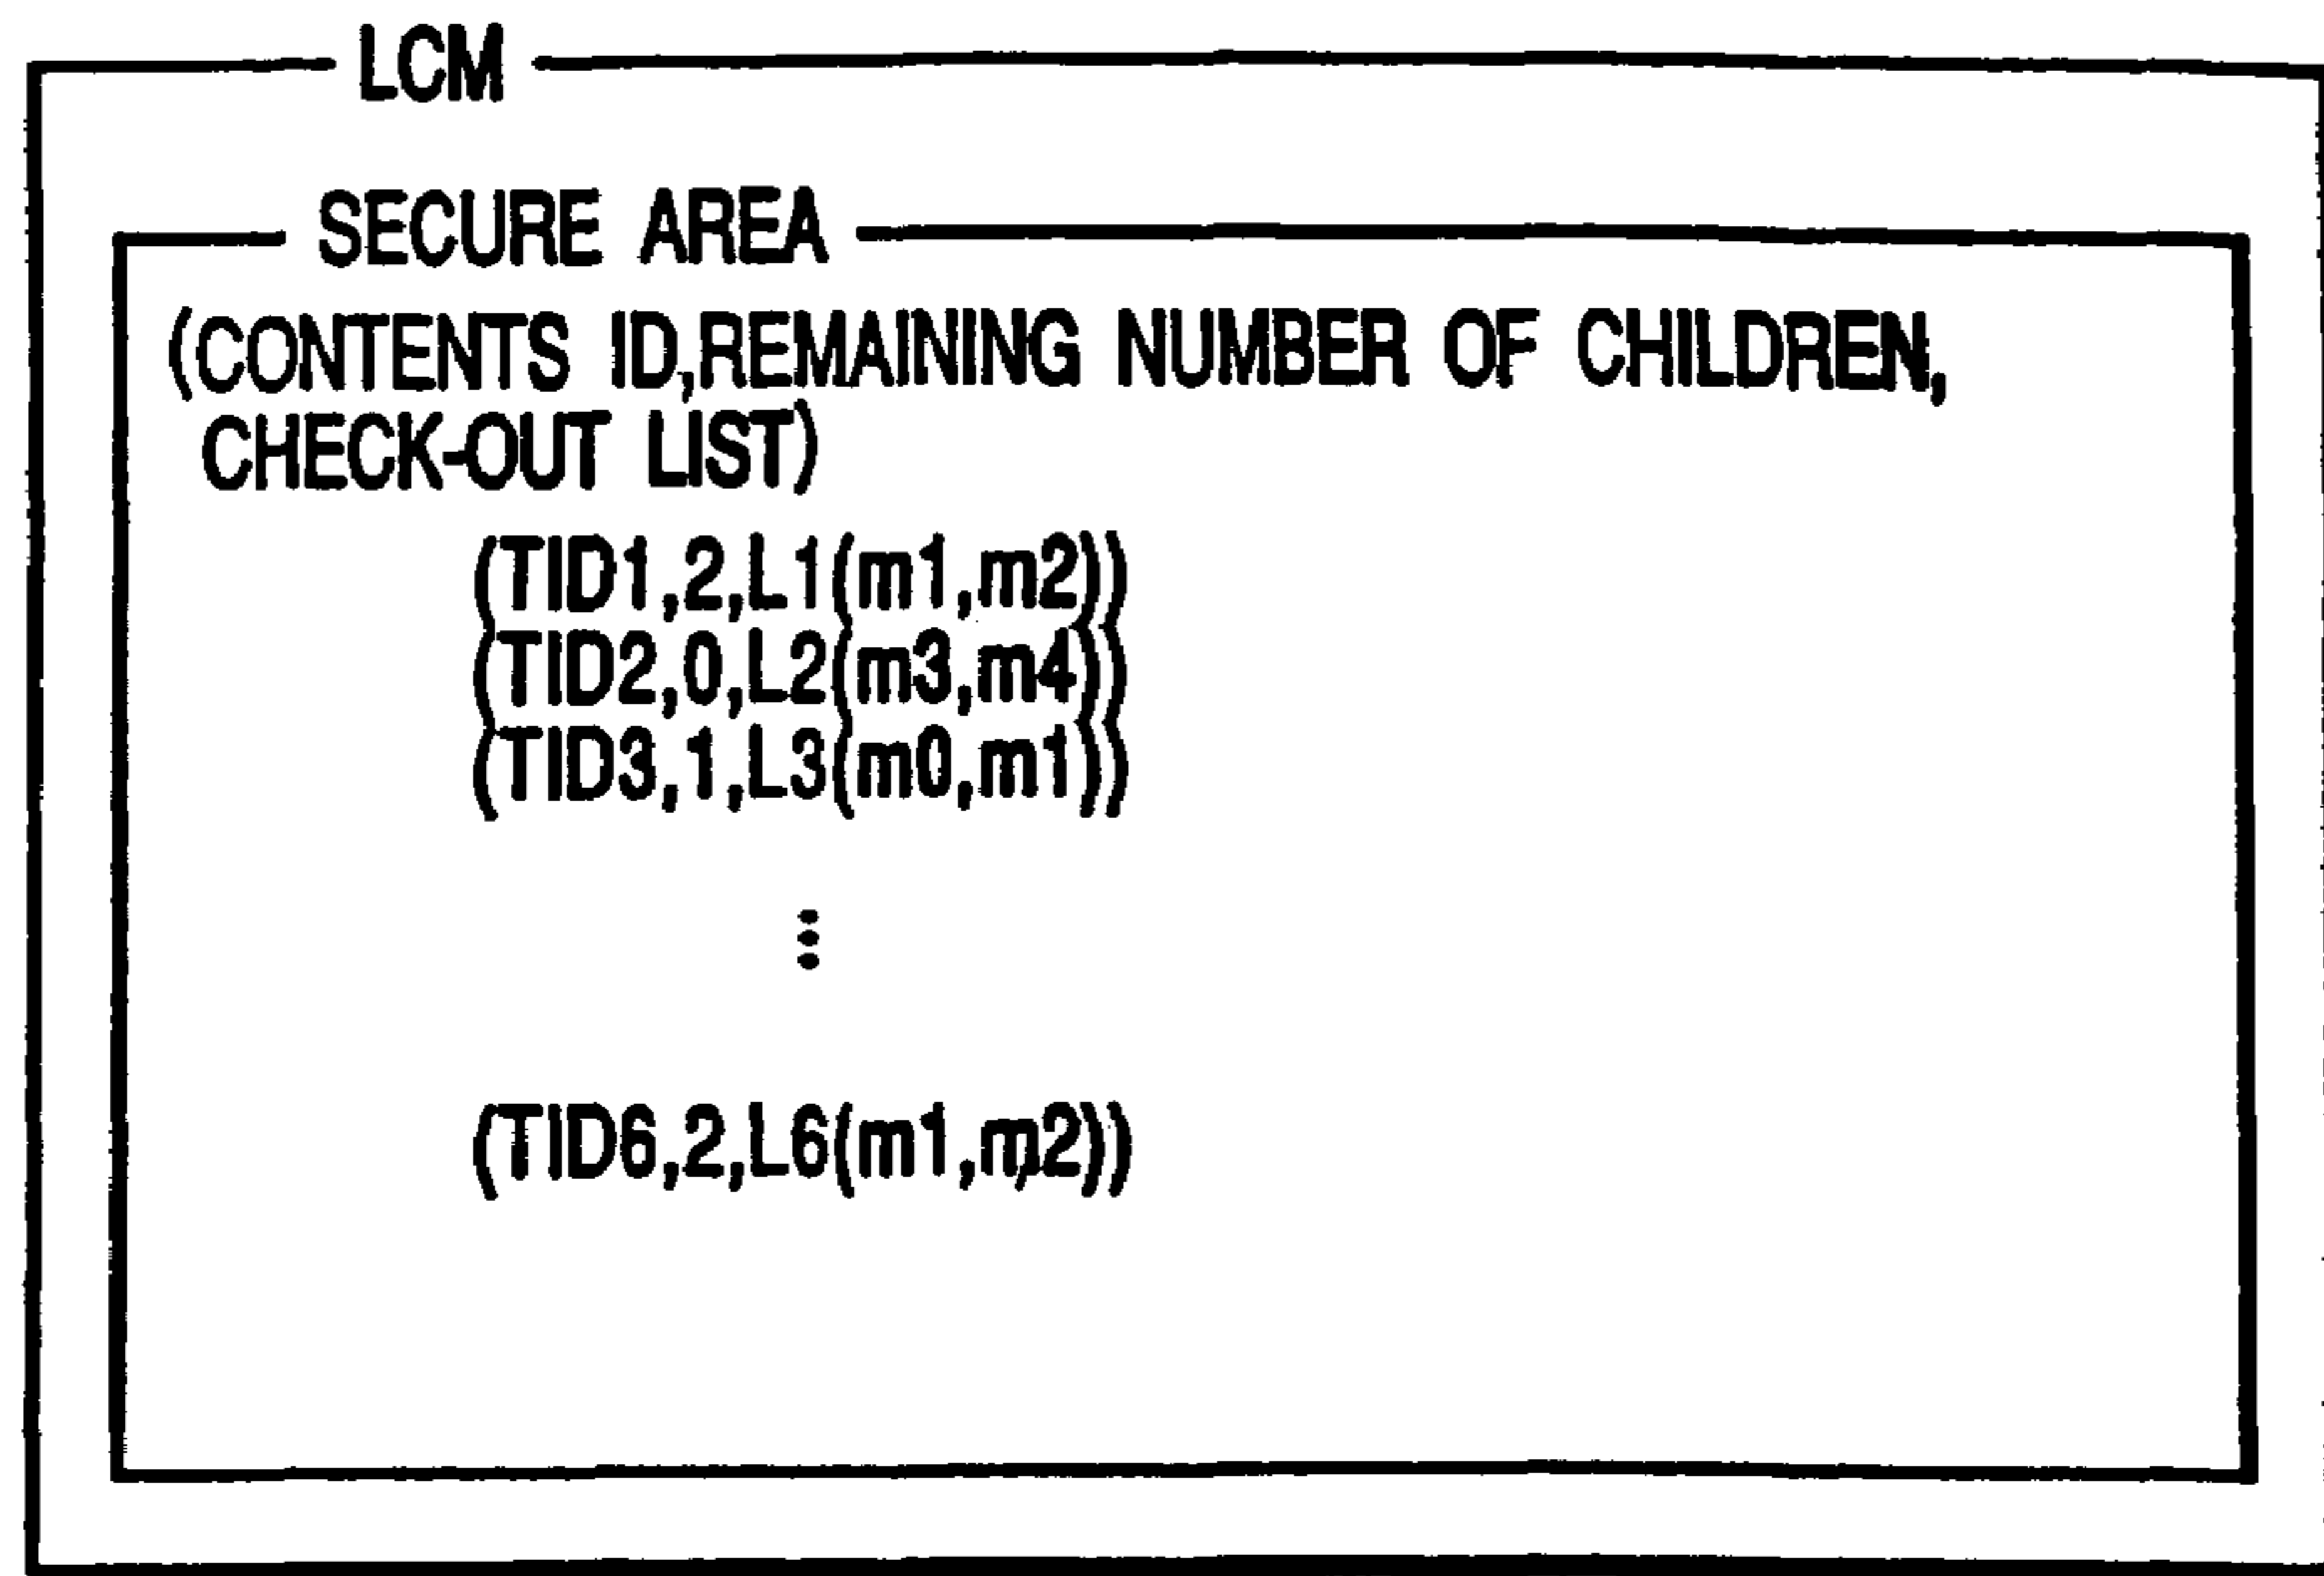 LCM
SECURE AREA
(CONTENTS ID,REMAINING NUMBER OF CHILDREN,
CHECK-OUT LIST)
(TID1,2,L1(m1,m2))
(TID2,0,L2(m3,m4))
(TID3,1,L3(m0,m1))
(TID6,2,L6(m1,m2))